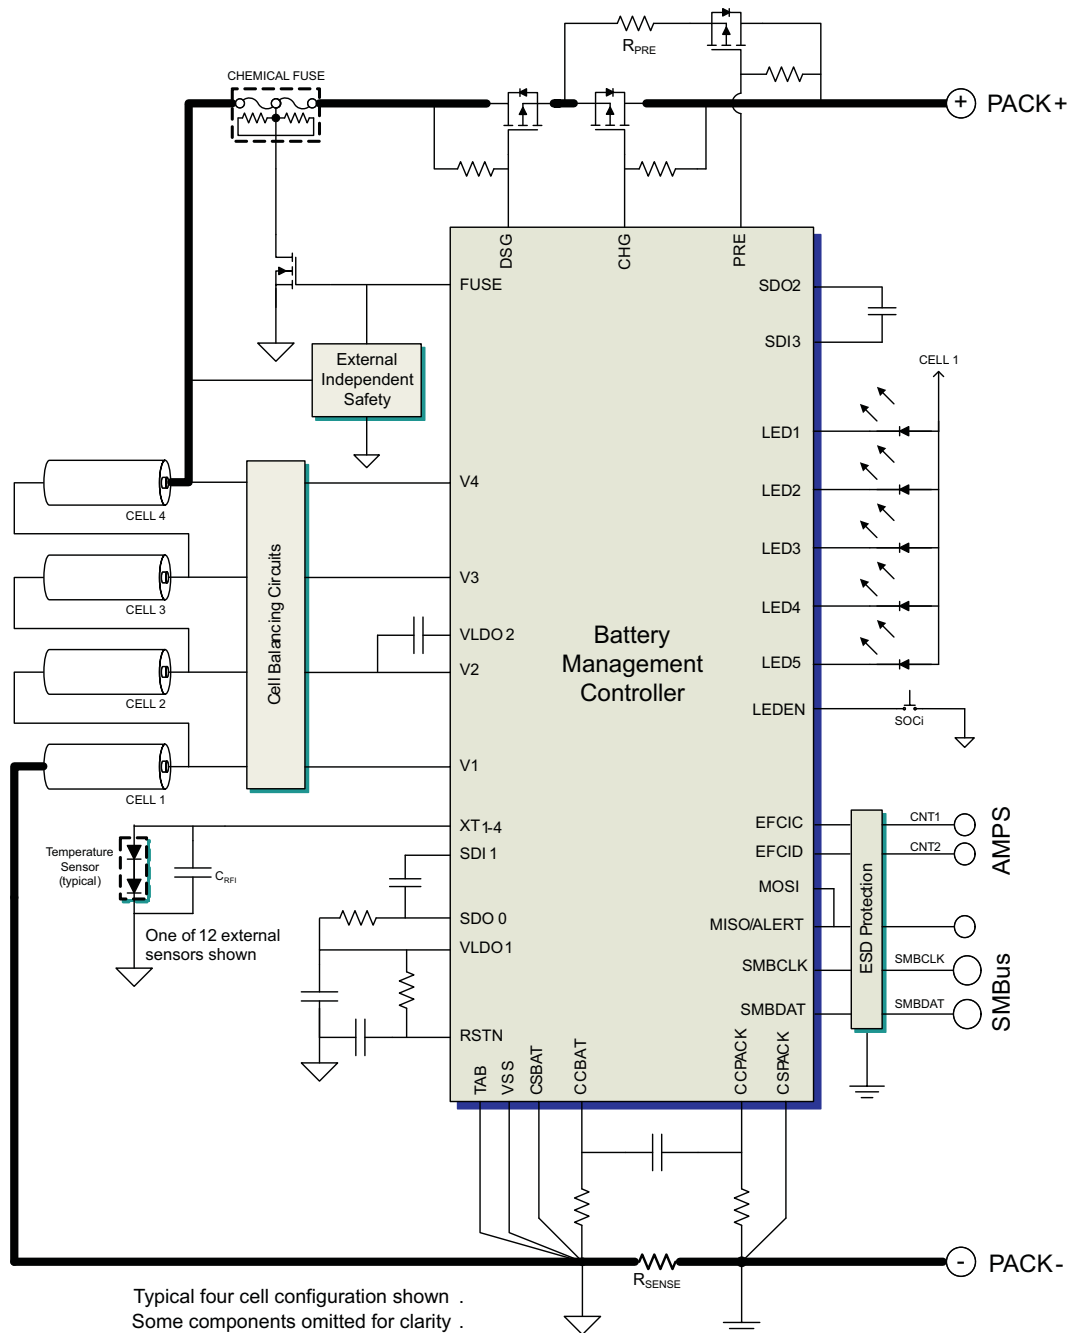 R_PRE
CHEMICAL FUSE
+
PACK+
DSG
CHG
PRE
FUSE
SDO2
SDI3
External
Independent
Safety
CELL 1
LED1
V4
LED2
CELL 4
LED3
V3
CELL 3
LED4
VLDO 2
Cell Balancing Circuits
Battery
Management
Controller
V2
LED5
CELL 2
LEDEN
SOCi
V1
CELL 1
XT1-4
EFCIC
CNT1
AMPS
Temperature
Sensor
(typical)
C_RFI
SDI 1
EFCID
CNT2
MOSI
ESD Protection
SDO 0
MISO/ALERT
One of 12 external
sensors shown
VLDO 1
SMBCLK
SMBCLK
SMBus
SMBDAT
SMBDAT
RSTN
TAB
VSS
CSBAT
CCBAT
CCPACK
CSPACK
R_SENSE
-
PACK-
Typical four cell configuration shown .
Some components omitted for clarity .